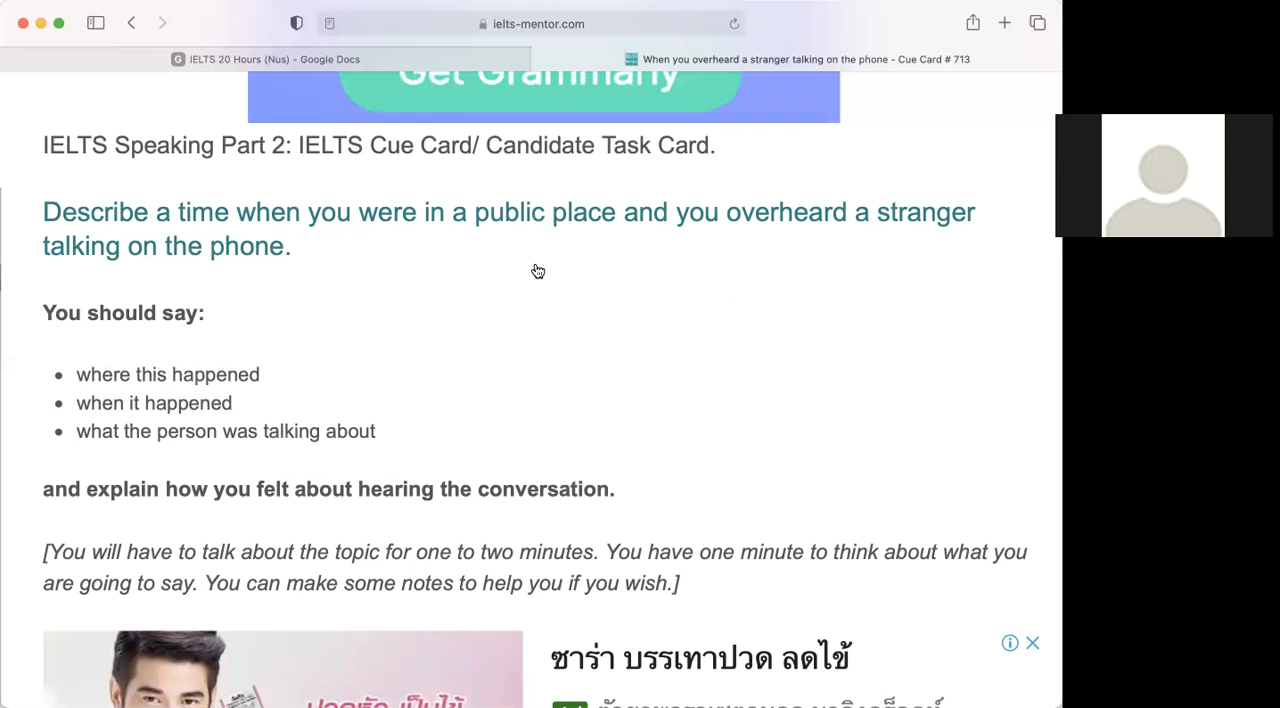 ielts-mentor.com
IELTS 20 Hours (Nus) - Google Docs
When you overheard a stranger talking on the phone - Cue Card # 713
Get Grammarly
IELTS Speaking Part 2: IELTS Cue Card/ Candidate Task Card.
Describe a time when you were in a public place and you overheard a stranger
talking on the phone.
You should say:
• where this happened
• when it happened
• what the person was talking about
and explain how you felt about hearing the conversation.
[You will have to talk about the topic for one to two minutes. You have one minute to think about what you
are going to say. You can make some notes to help you if you wish.]
ซาร่า บรรเทาปวด ลดไข้